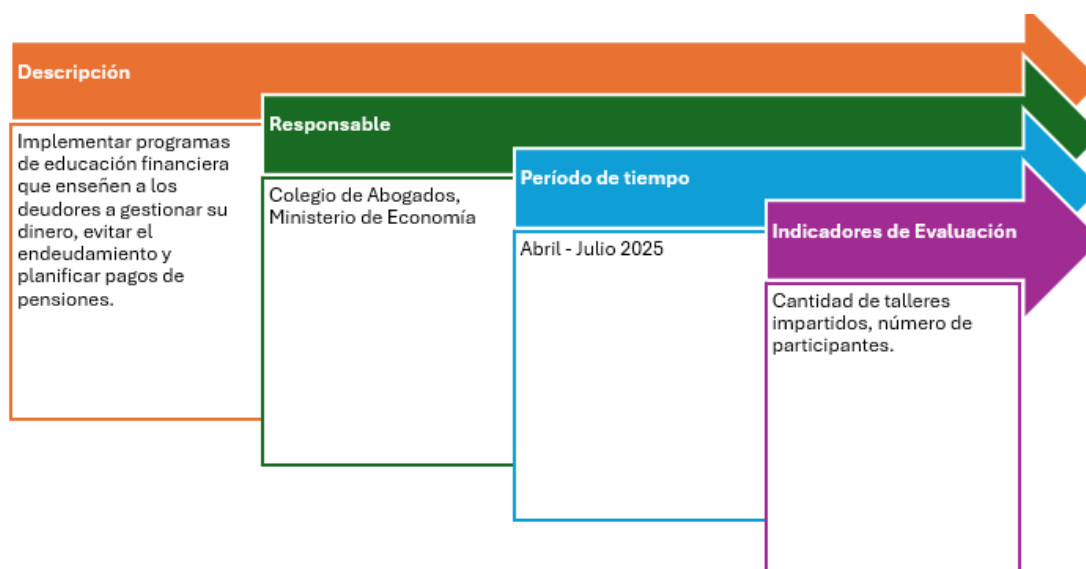 Descripción
Implementar programas
de educación financiera
que enseñen a los
deudores a gestionar su
dinero, evitar el
endeudamiento y
planificar pagos de
pensiones.
Responsable
Colegio de Abogados,
Ministerio de Economía
Período de tiempo
Abril - Julio 2025
Indicadores de Evaluación
Cantidad de talleres
impartidos, número de
participantes.